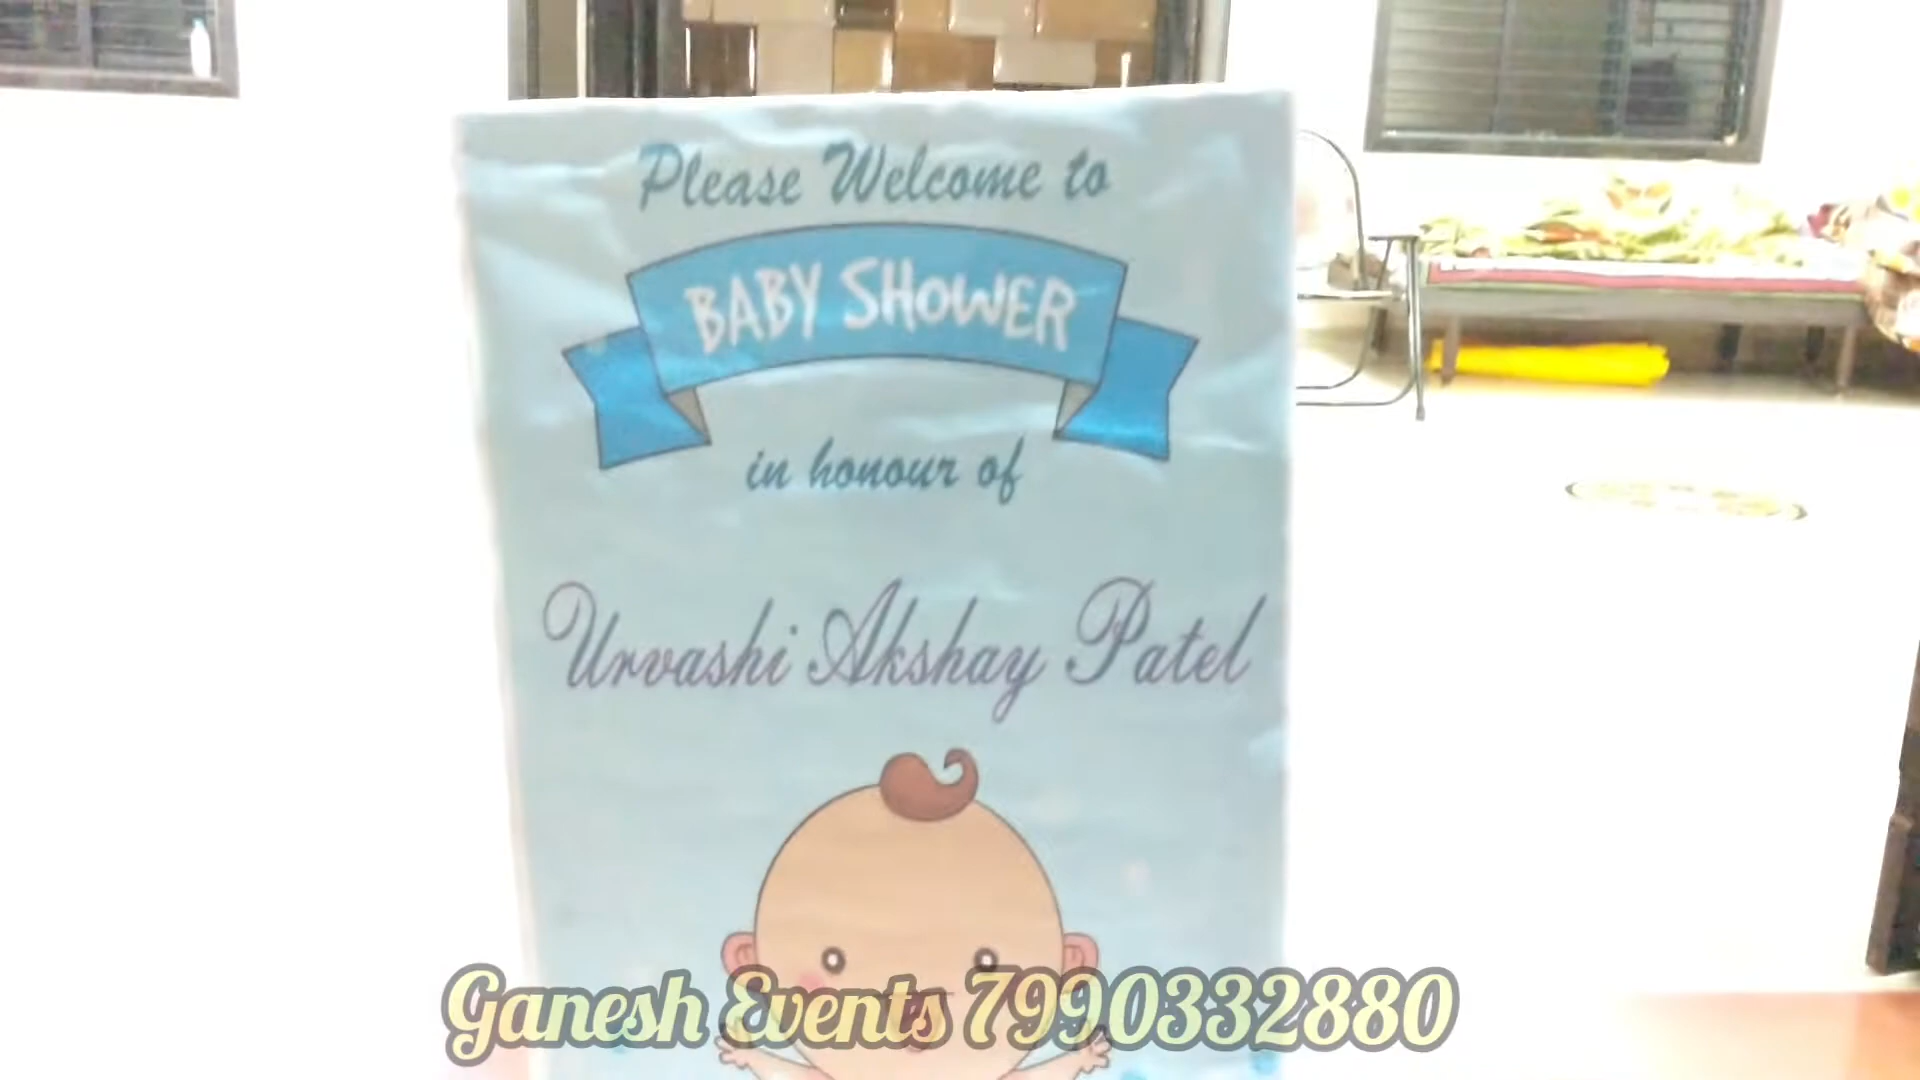 Please Welcome to
BABY SHOWER
in honour of
Urvashi Akshay Patel
Ganesh Events 7990332880